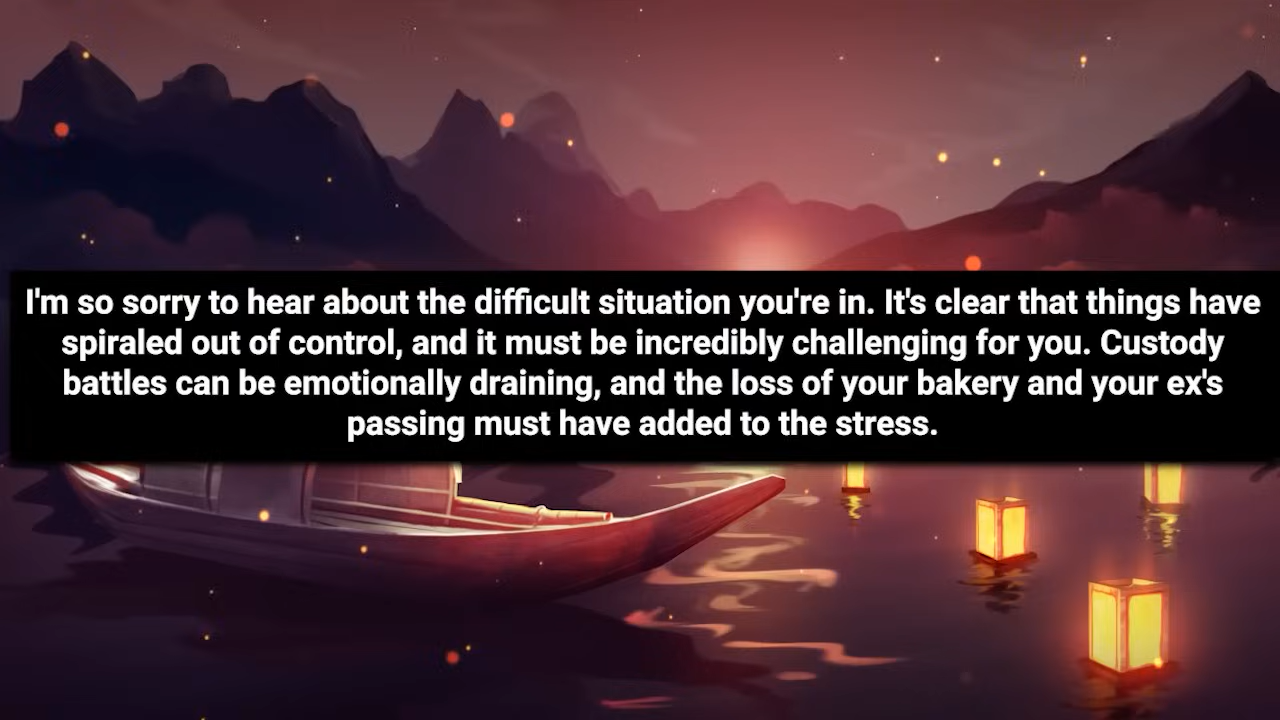 I'm so sorry to hear about the difficult situation you're in. It's clear that things have
spiraled out of control, and it must be incredibly challenging for you. Custody
battles can be emotionally draining, and the loss of your bakery and your ex's
passing must have added to the stress.